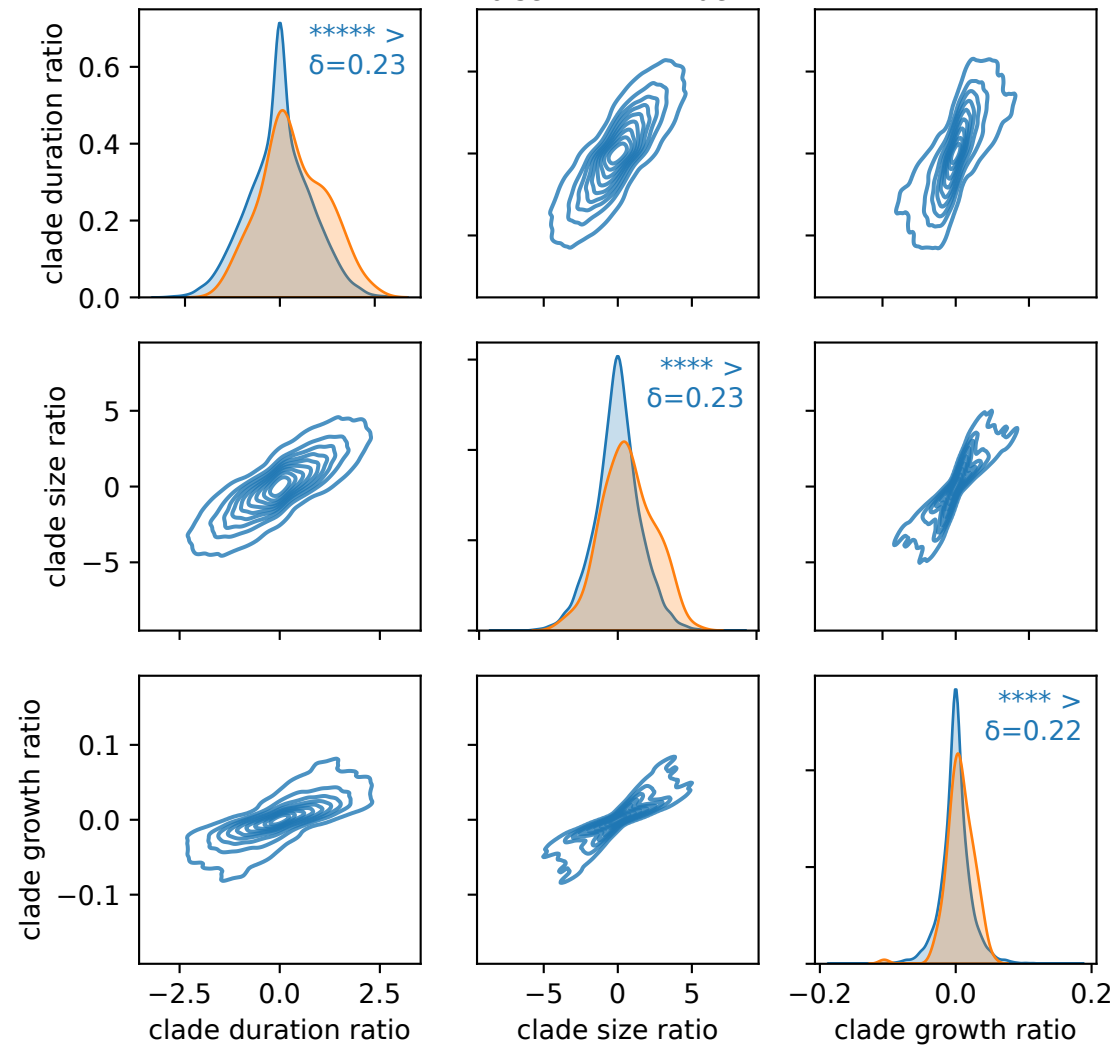 ***** >
δ=0.23
clade duration ratio
0.6
0.4
0.2
0.0
**** >
δ=0.23
clade size ratio
5
0
−5
**** >
δ=0.22
clade growth ratio
0.1
0.0
−0.1
−2.5 0.0 2.5
−5 0 5
−0.2 0.0 0.2
clade duration ratio
clade size ratio
clade growth ratio